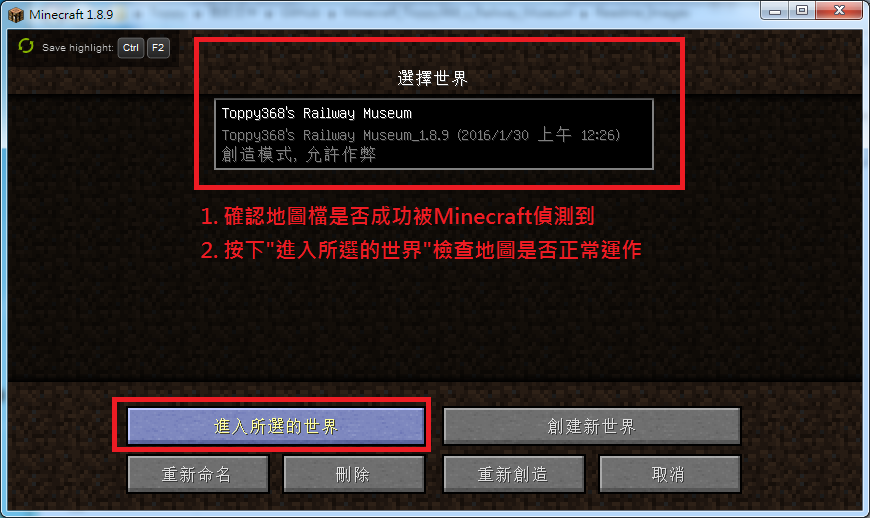 Minecraft 1.8.9
Save highlight: Ctrl F2
選擇世界
Toppy368's Railway Museum
Toppy368's Railway Museum_1.8.9 (2016/1/30 上午 12:26)
創造模式, 允許作弊
1. 確認地圖檔是否成功被Minecraft偵測到
2. 按下"進入所選的世界"檢查地圖是否正常運作
進入所選的世界 創建新世界
重新命名 刪除 重新創造 取消